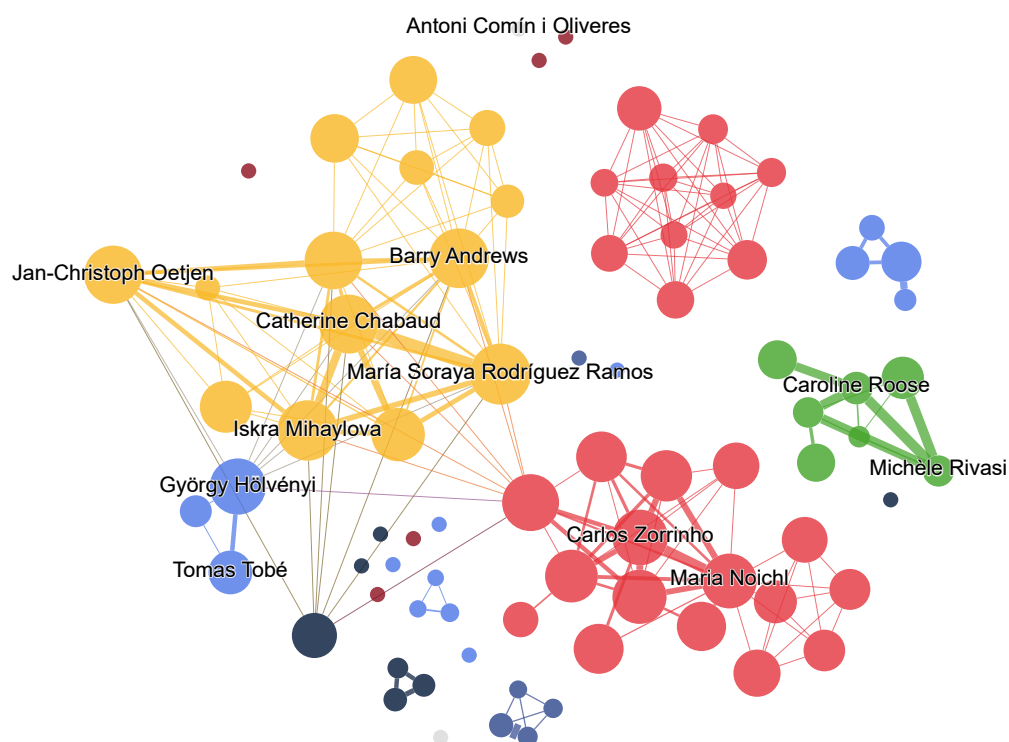 Antoni Comín i Oliveres
Barry Andrews
Jan-Christoph Oetjen
Catherine Chabaud
María Soraya Rodríguez Ramos
Caroline Roose
Iskra Mihaylova
Michèle Rivasi
György Hölvényi
Carlos Zorrinho
Tomas Tobé
Maria Noichl